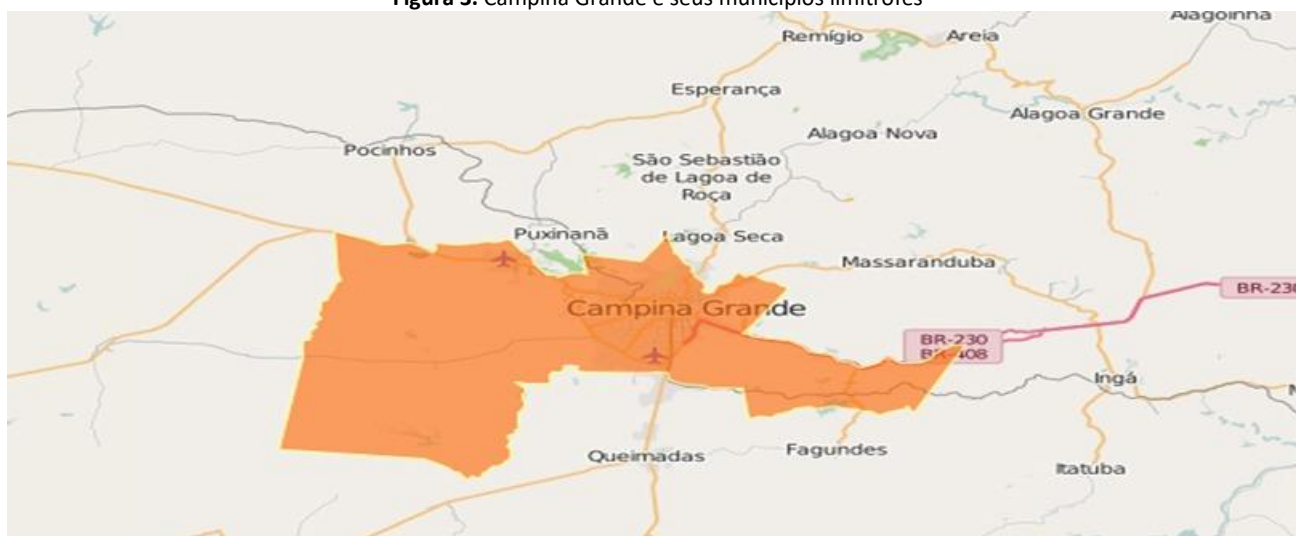 Figura 3. Campina Grande e seus municípios limítrofes
Alagoinha
Remígio
Areia
Esperança
Alagoa Grande
Alagoa Nova
Pocinhos
São Sebastião
de Lagoa de
Roça
Puxinanã
Lagoa Seca
Massaranduba
BR-230
Campina Grande
BR-230
BR-408
Ingá
Queimadas
Fagundes
Itatuba